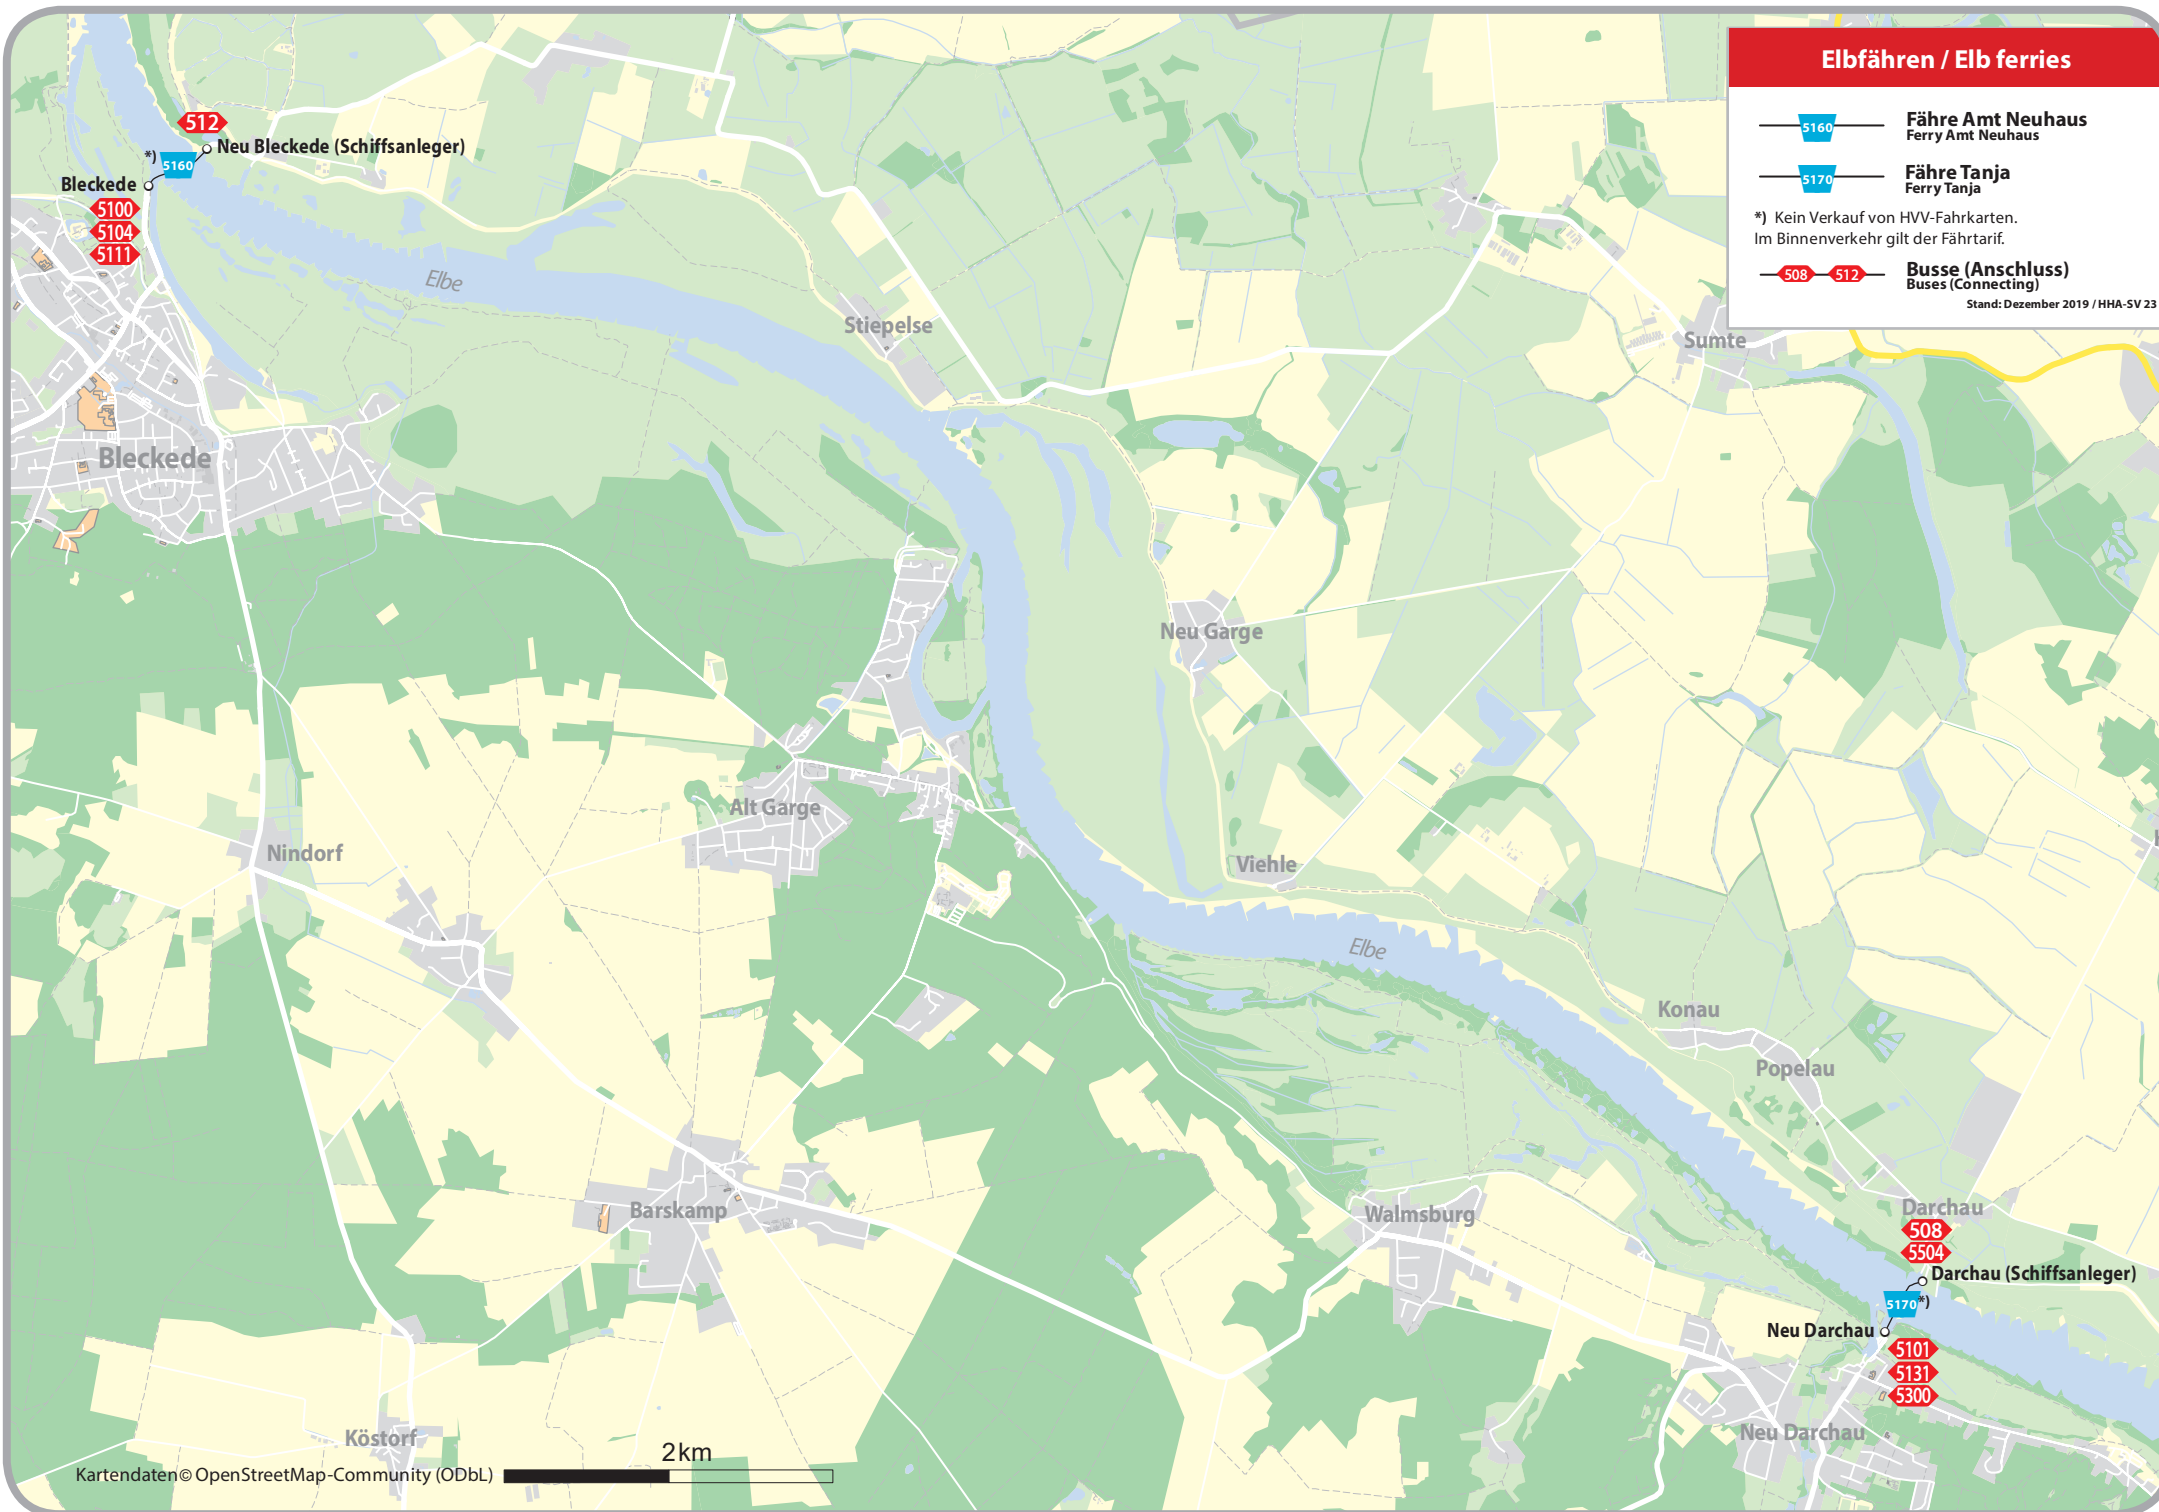 Elbfähren / Elb ferries
5160
Fähre Amt Neuhaus
Ferry Amt Neuhaus
5170
Fähre Tanja
Ferry Tanja
*) Kein Verkauf von HVV-Fahrkarten.
Im Binnenverkehr gilt der Fährtarif.
508 512
Busse (Anschluss)
Buses (Connecting)
Stand: Dezember 2019 / HHA-SV 23
512
Neu Bleckede (Schiffsanleger)
*) 5160
Bleckede
5100
5104
5111
Elbe
Stiepelse
Sumte
Bleckede
Neu Garge
Alt Garge
Nindorf
Viehle
Elbe
Konau
Popelau
Barskamp
Walmsburg
Darchau
508
5504
Darchau (Schiffsanleger)
5170 *)
Neu Darchau
5101
5131
5300
Neu Darchau
Köstorf
2 km
Kartendaten © OpenStreetMap-Community (ODbL)